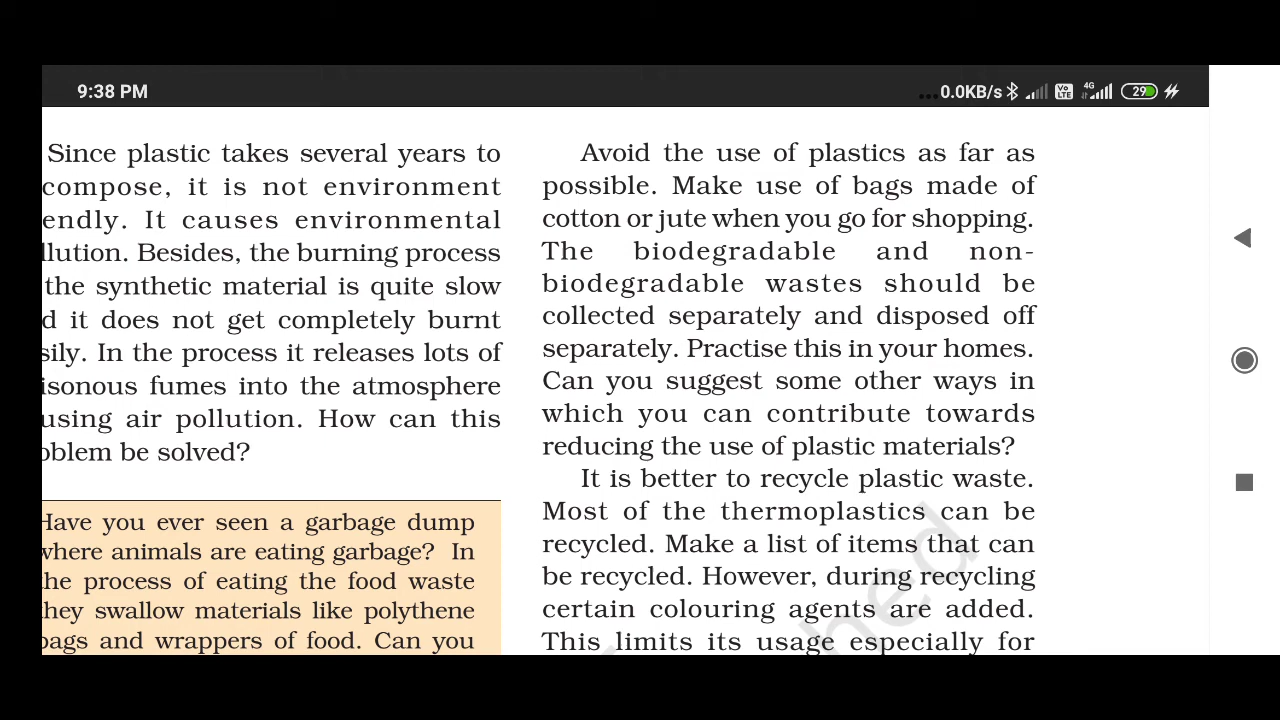 9:38 PM
...0.0KB/s
Vo LTE
4G
29
Since plastic takes several years to
compose, it is not environment
endly. It causes environmental
llution. Besides, the burning process
the synthetic material is quite slow
d it does not get completely burnt
sily. In the process it releases lots of
isonous fumes into the atmosphere
using air pollution. How can this
oblem be solved?
Have you ever seen a garbage dump
where animals are eating garbage? In
the process of eating the food waste
they swallow materials like polythene
bags and wrappers of food. Can you
Avoid the use of plastics as far as
possible. Make use of bags made of
cotton or jute when you go for shopping.
The biodegradable and non-
biodegradable wastes should be
collected separately and disposed off
separately. Practise this in your homes.
Can you suggest some other ways in
which you can contribute towards
reducing the use of plastic materials?
It is better to recycle plastic waste.
Most of the thermoplastics can be
recycled. Make a list of items that can
be recycled. However, during recycling
certain colouring agents are added.
This limits its usage especially for
hed